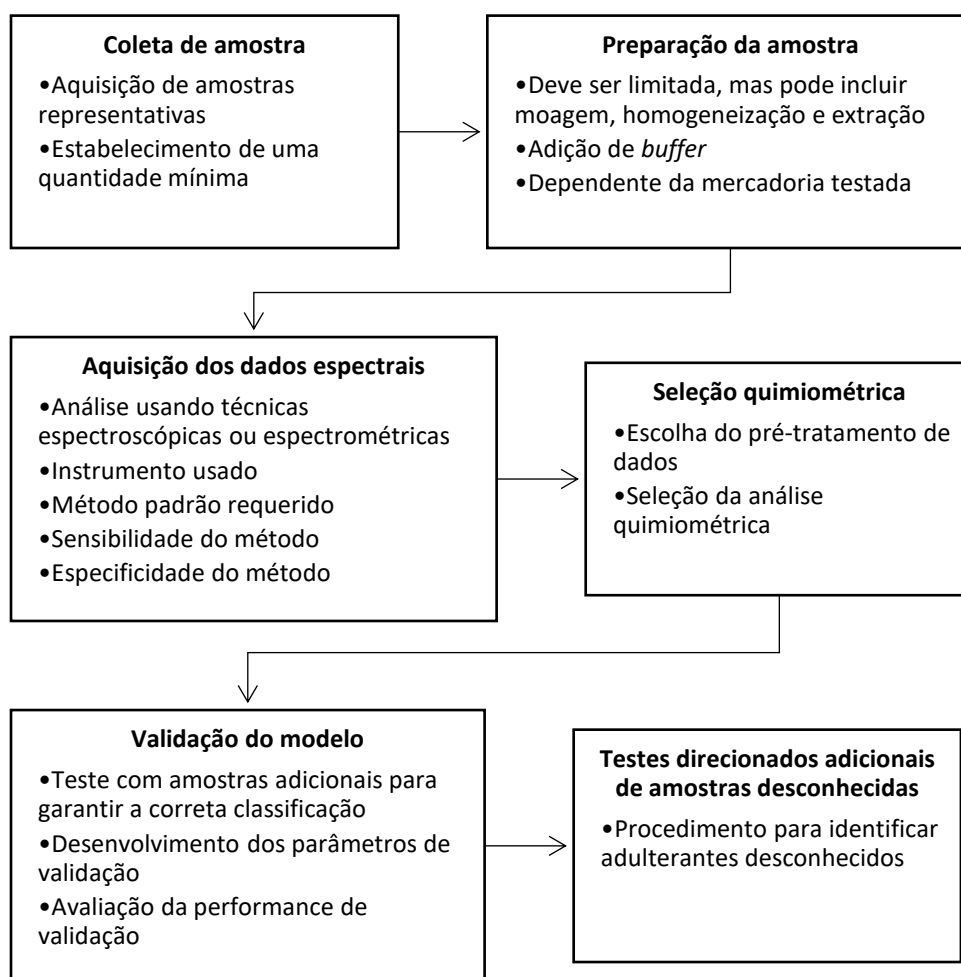 Coleta de amostra
•Aquisição de amostras
representativas
•Estabelecimento de uma
quantidade mínima
Preparação da amostra
•Deve ser limitada, mas pode incluir
moagem, homogeneização e extração
•Adição de buffer
•Dependente da mercadoria testada
Aquisição dos dados espectrais
•Análise usando técnicas
espectroscópicas ou espectrométricas
•Instrumento usado
•Método padrão requerido
•Sensibilidade do método
•Especificidade do método
Seleção quimiométrica
•Escolha do pré-tratamento de
dados
•Seleção da análise
quimiométrica
Validação do modelo
•Teste com amostras adicionais para
garantir a correta classificação
•Desenvolvimento dos parâmetros de
validação
•Avaliação da performance de
validação
Testes direcionados adicionais
de amostras desconhecidas
•Procedimento para identificar
adulterantes desconhecidos